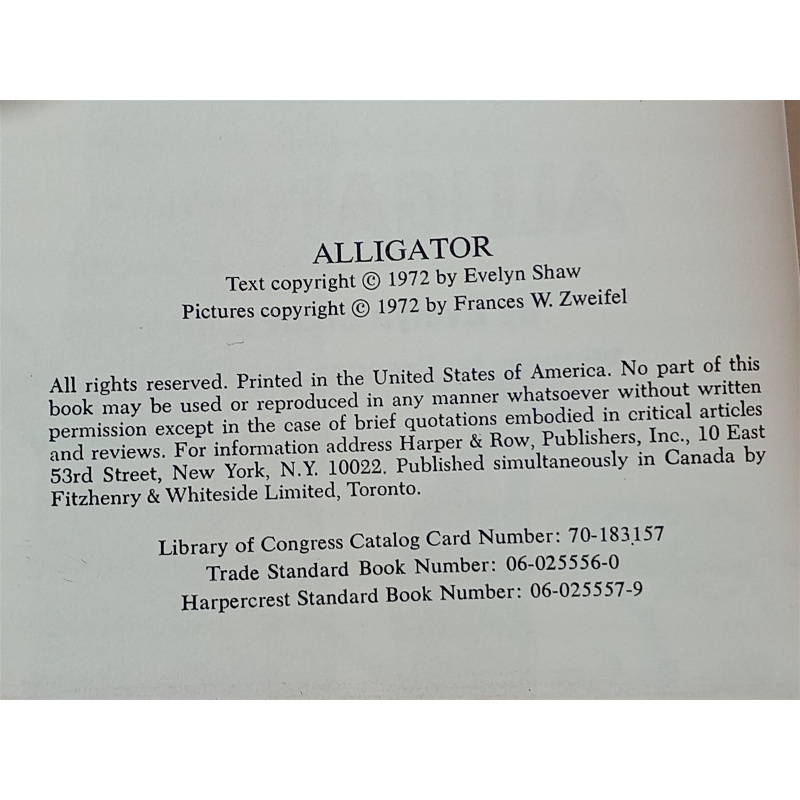 ALLIGATOR
Text copyright © 1972 by Evelyn Shaw
Pictures copyright © 1972 by Frances W. Zweifel
All rights reserved. Printed in the United States of America. No part of this
book may be used or reproduced in any manner whatsoever without written
permission except in the case of brief quotations embodied in critical articles
and reviews. For information address Harper & Row, Publishers, Inc., 10 East
53rd Street, New York, N.Y. 10022. Published simultaneously in Canada by
Fitzhenry & Whiteside Limited, Toronto.
Library of Congress Catalog Card Number: 70-183157
Trade Standard Book Number: 06-025556-0
Harpercrest Standard Book Number: 06-025557-9